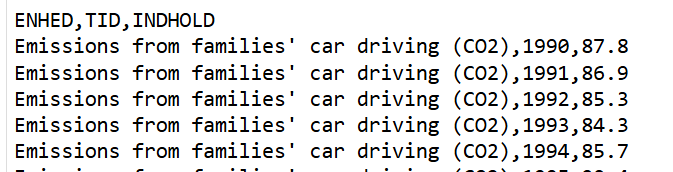 ENHED,TID,INDHOLD
Emissions from families' car driving (CO2),1990,87.8
Emissions from families' car driving (CO2),1991,86.9
Emissions from families' car driving (CO2),1992,85.3
Emissions from families' car driving (CO2),1993,84.3
Emissions from families' car driving (CO2),1994,85.7